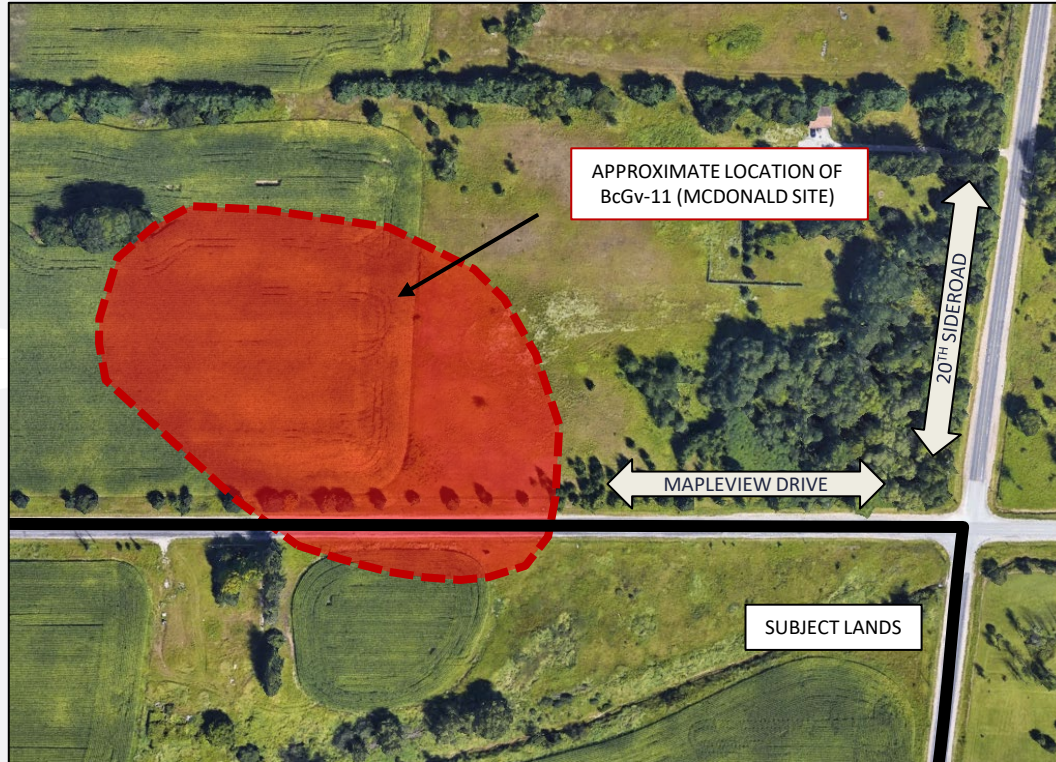 APPROXIMATE LOCATION OF
BcGv-11 (MCDONALD SITE)
20TH SIDEROAD
MAPLEVIEW DRIVE
SUBJECT LANDS